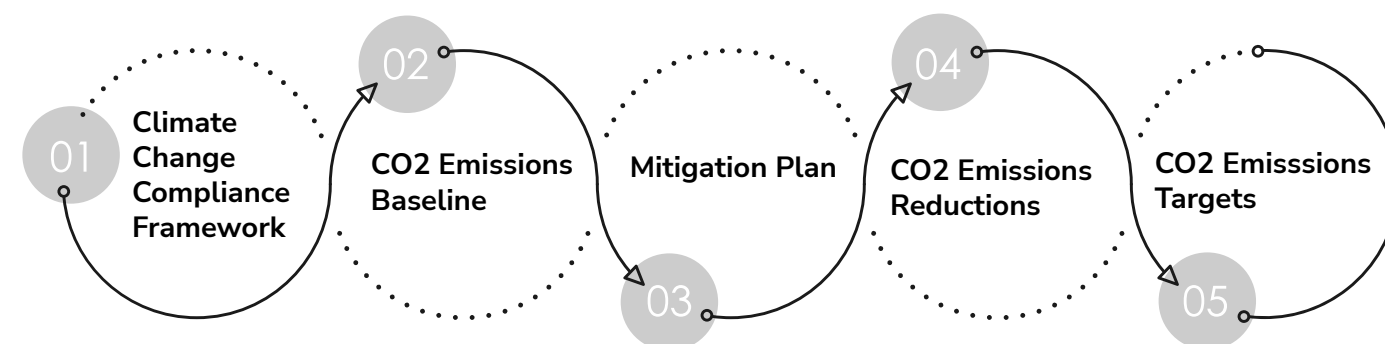 01
Climate
Change
Compliance
Framework
02
CO2 Emissions
Baseline
03
Mitigation Plan
04
CO2 Emissions
Reductions
05
CO2 Emisssions
Targets